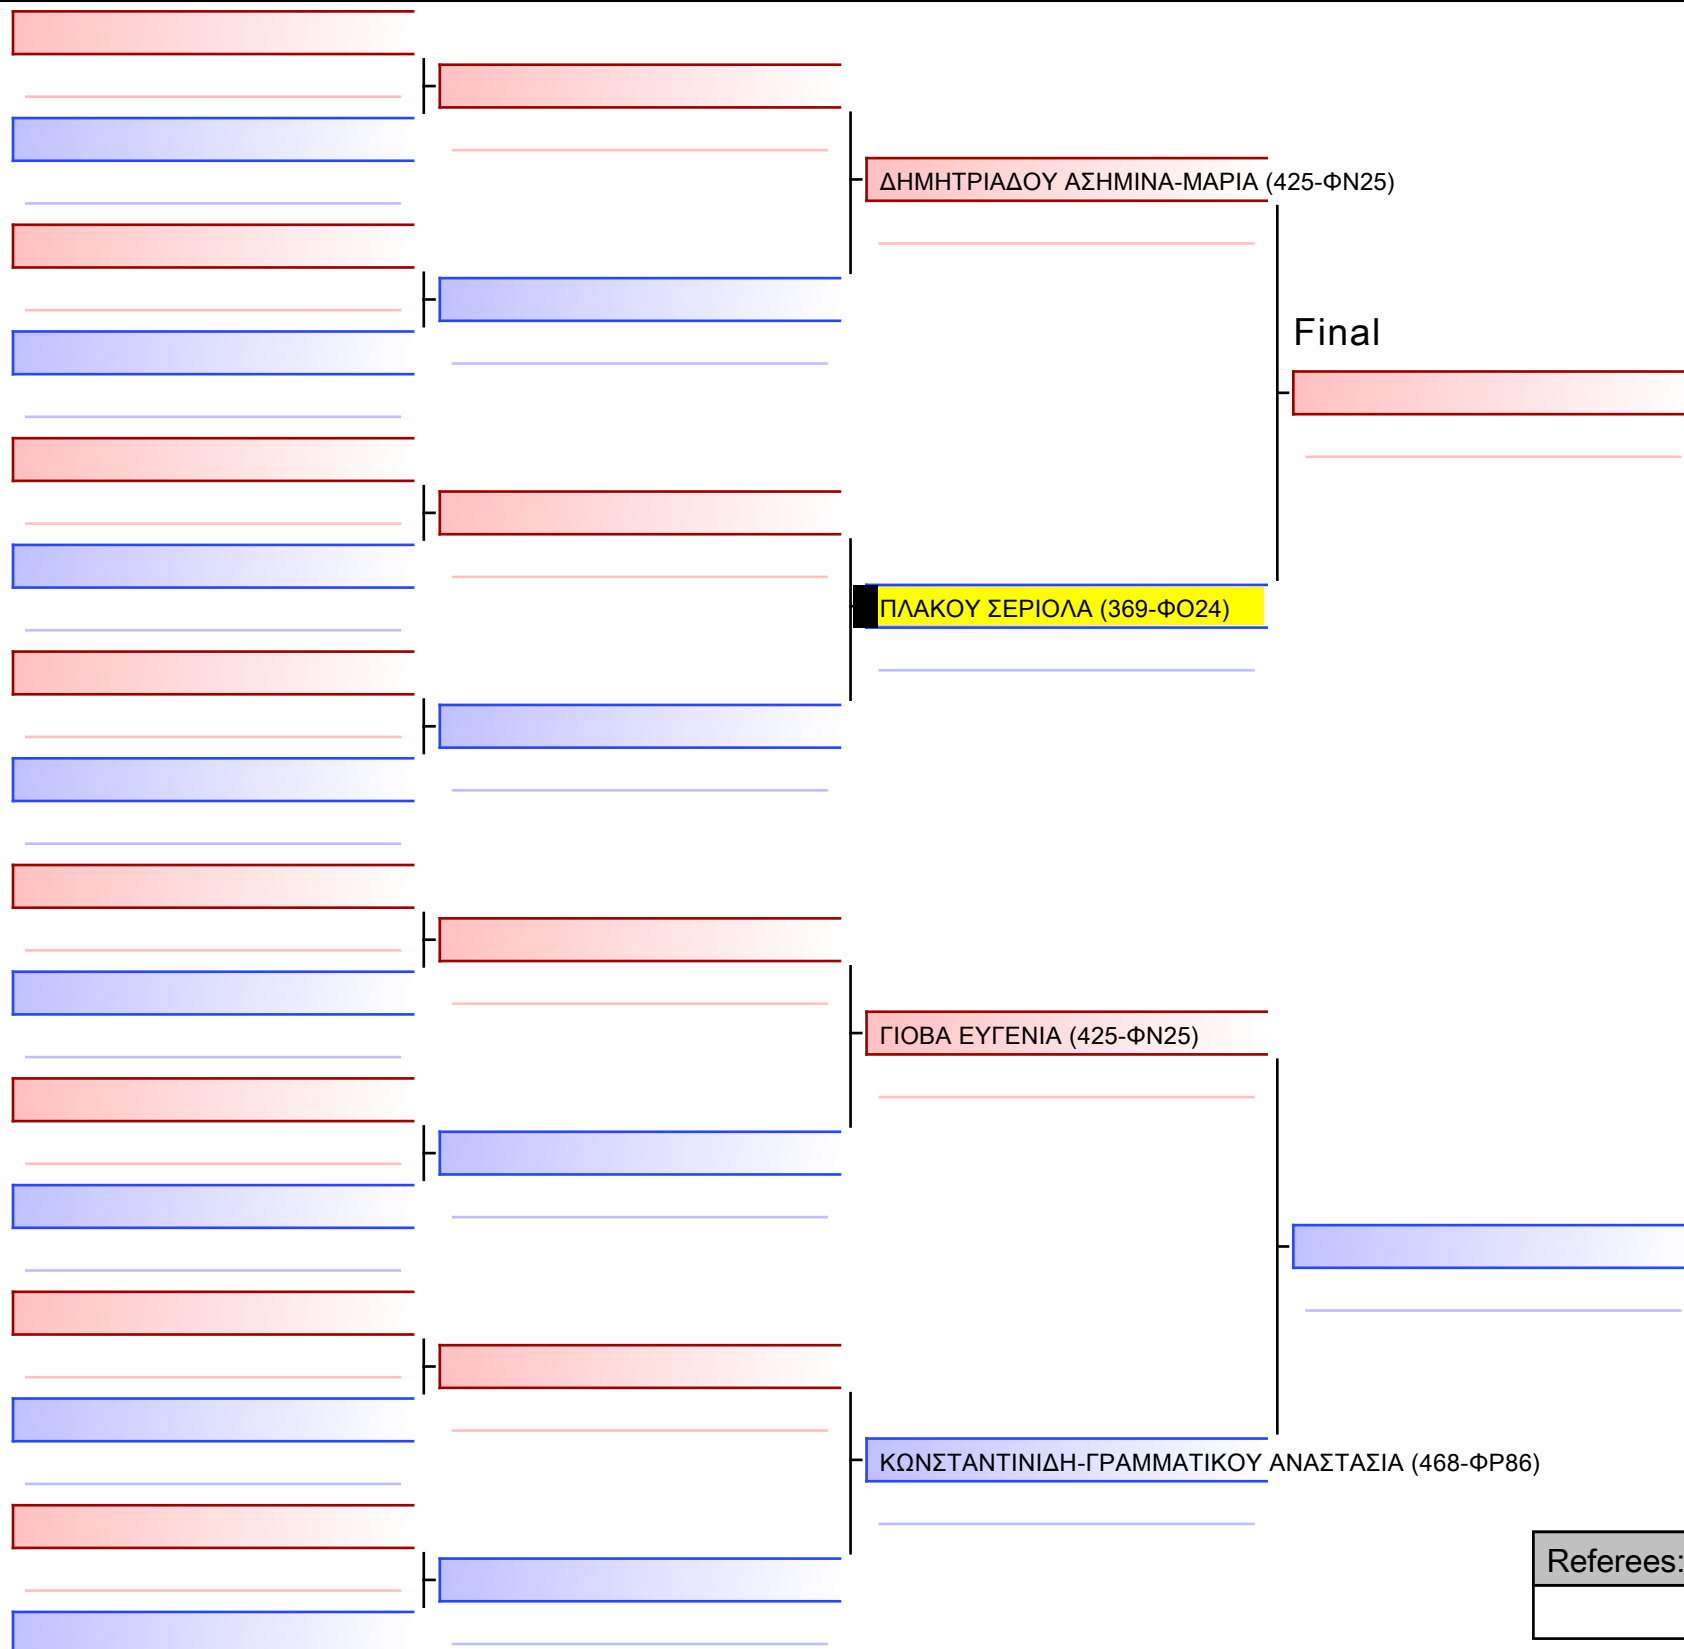 ΔΗΜΗΤΡΙΑΔΟΥ ΑΣΗΜΙΝΑ-ΜΑΡΙΑ (425-ΦΝ25)
Final
ΠΛΑΚΟΥ ΣΕΡΙΟΛΑ (369-ΦΟ24)
ΓΙΟΒΑ ΕΥΓΕΝΙΑ (425-ΦΝ25)
ΚΩΝΣΤΑΝΤΙΝΙΔΗ-ΓΡΑΜΜΑΤΙΚΟΥ ΑΝΑΣΤΑΣΙΑ (468-ΦΡ86)
Referees: